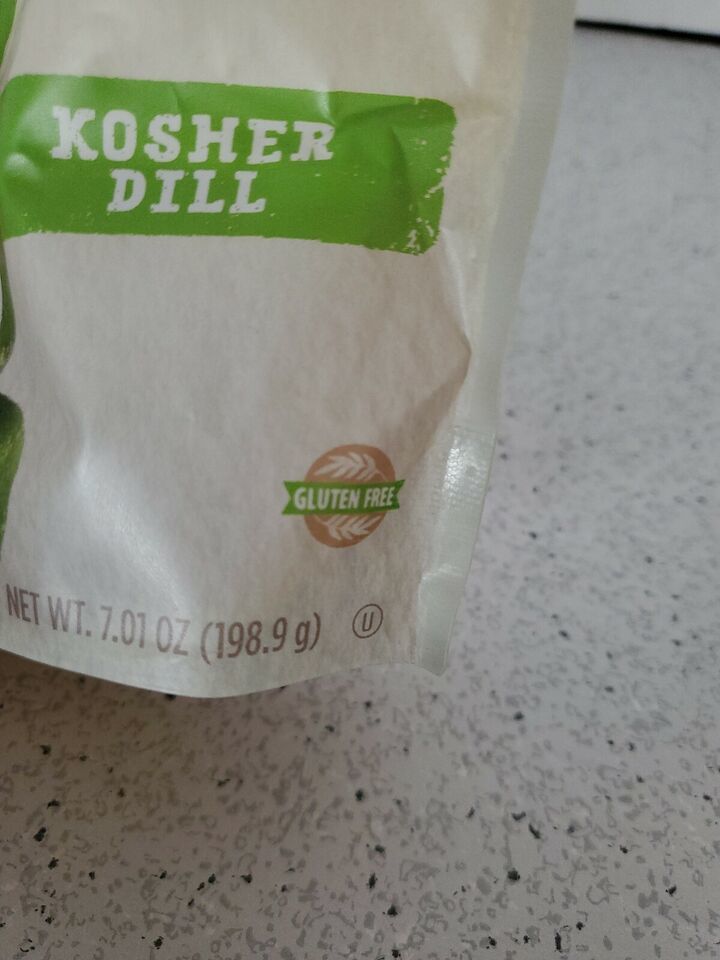 KOSHER
DILL
GLUTEN FREE
NET WT. 7.01 OZ (198.9 g) U